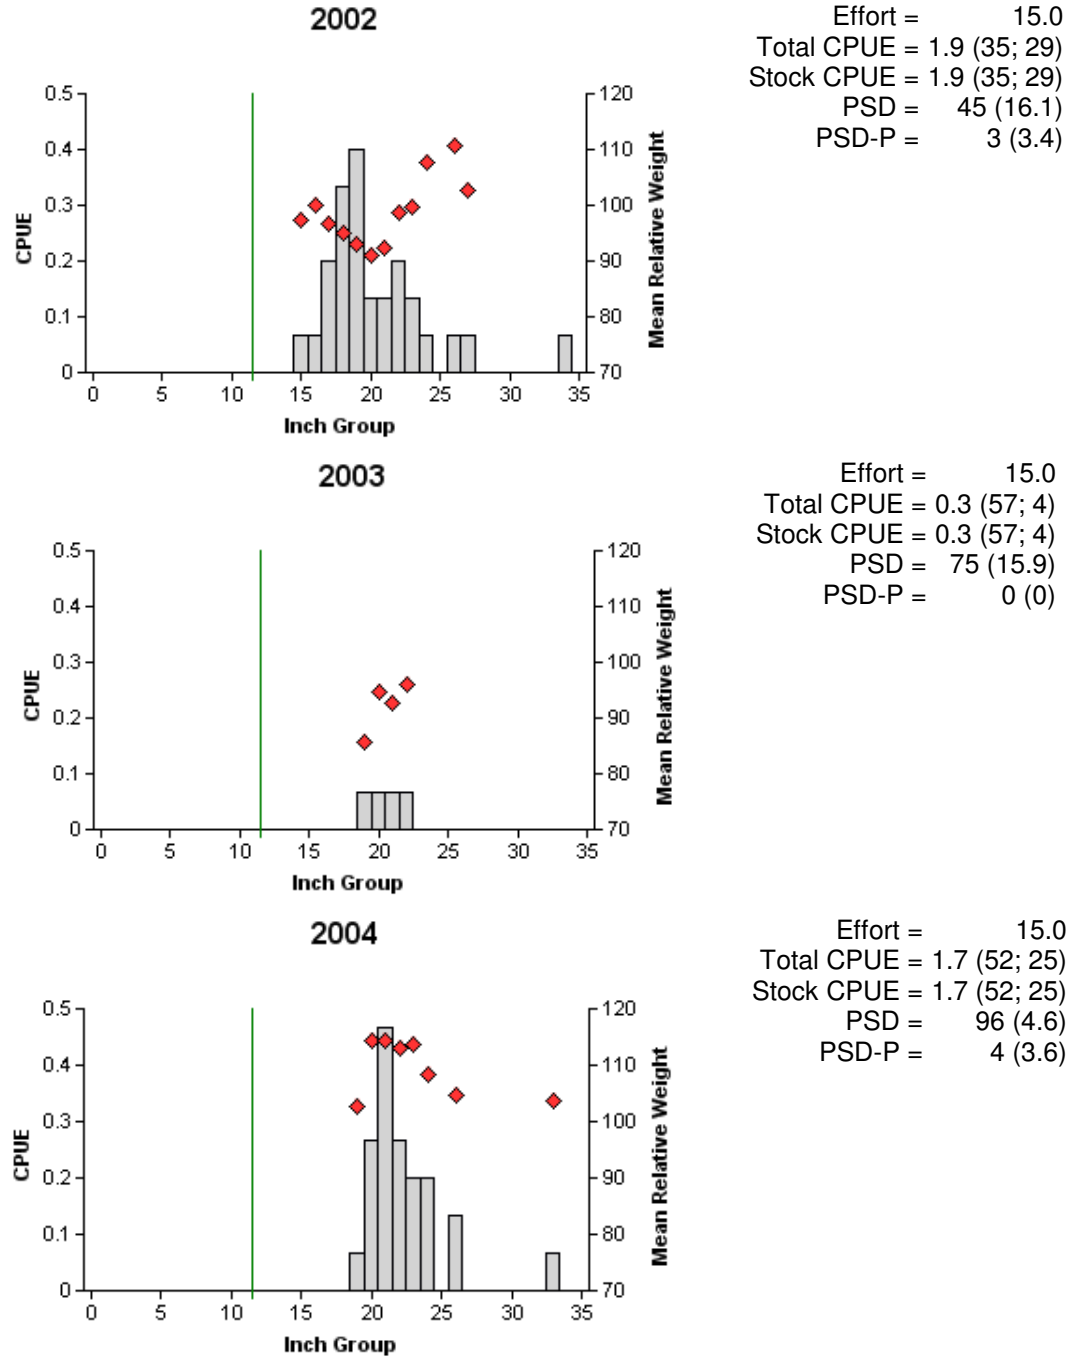 2002
Effort = 15.0
Total CPUE = 1.9 (35; 29)
Stock CPUE = 1.9 (35; 29)
PSD = 45 (16.1)
PSD-P = 3 (3.4)
0.5
0.4
0.3
0.2
0.1
0
CPUE
120
110
100
90
80
70
Mean Relative Weight
0 5 10 15 20 25 30 35
Inch Group
2003
Effort = 15.0
Total CPUE = 0.3 (57; 4)
Stock CPUE = 0.3 (57; 4)
PSD = 75 (15.9)
PSD-P = 0 (0)
0.5
0.4
0.3
0.2
0.1
0
CPUE
120
110
100
90
80
70
Mean Relative Weight
0 5 10 15 20 25 30 35
Inch Group
2004
Effort = 15.0
Total CPUE = 1.7 (52; 25)
Stock CPUE = 1.7 (52; 25)
PSD = 96 (4.6)
PSD-P = 4 (3.6)
0.5
0.4
0.3
0.2
0.1
0
CPUE
120
110
100
90
80
70
Mean Relative Weight
0 5 10 15 20 25 30 35
Inch Group